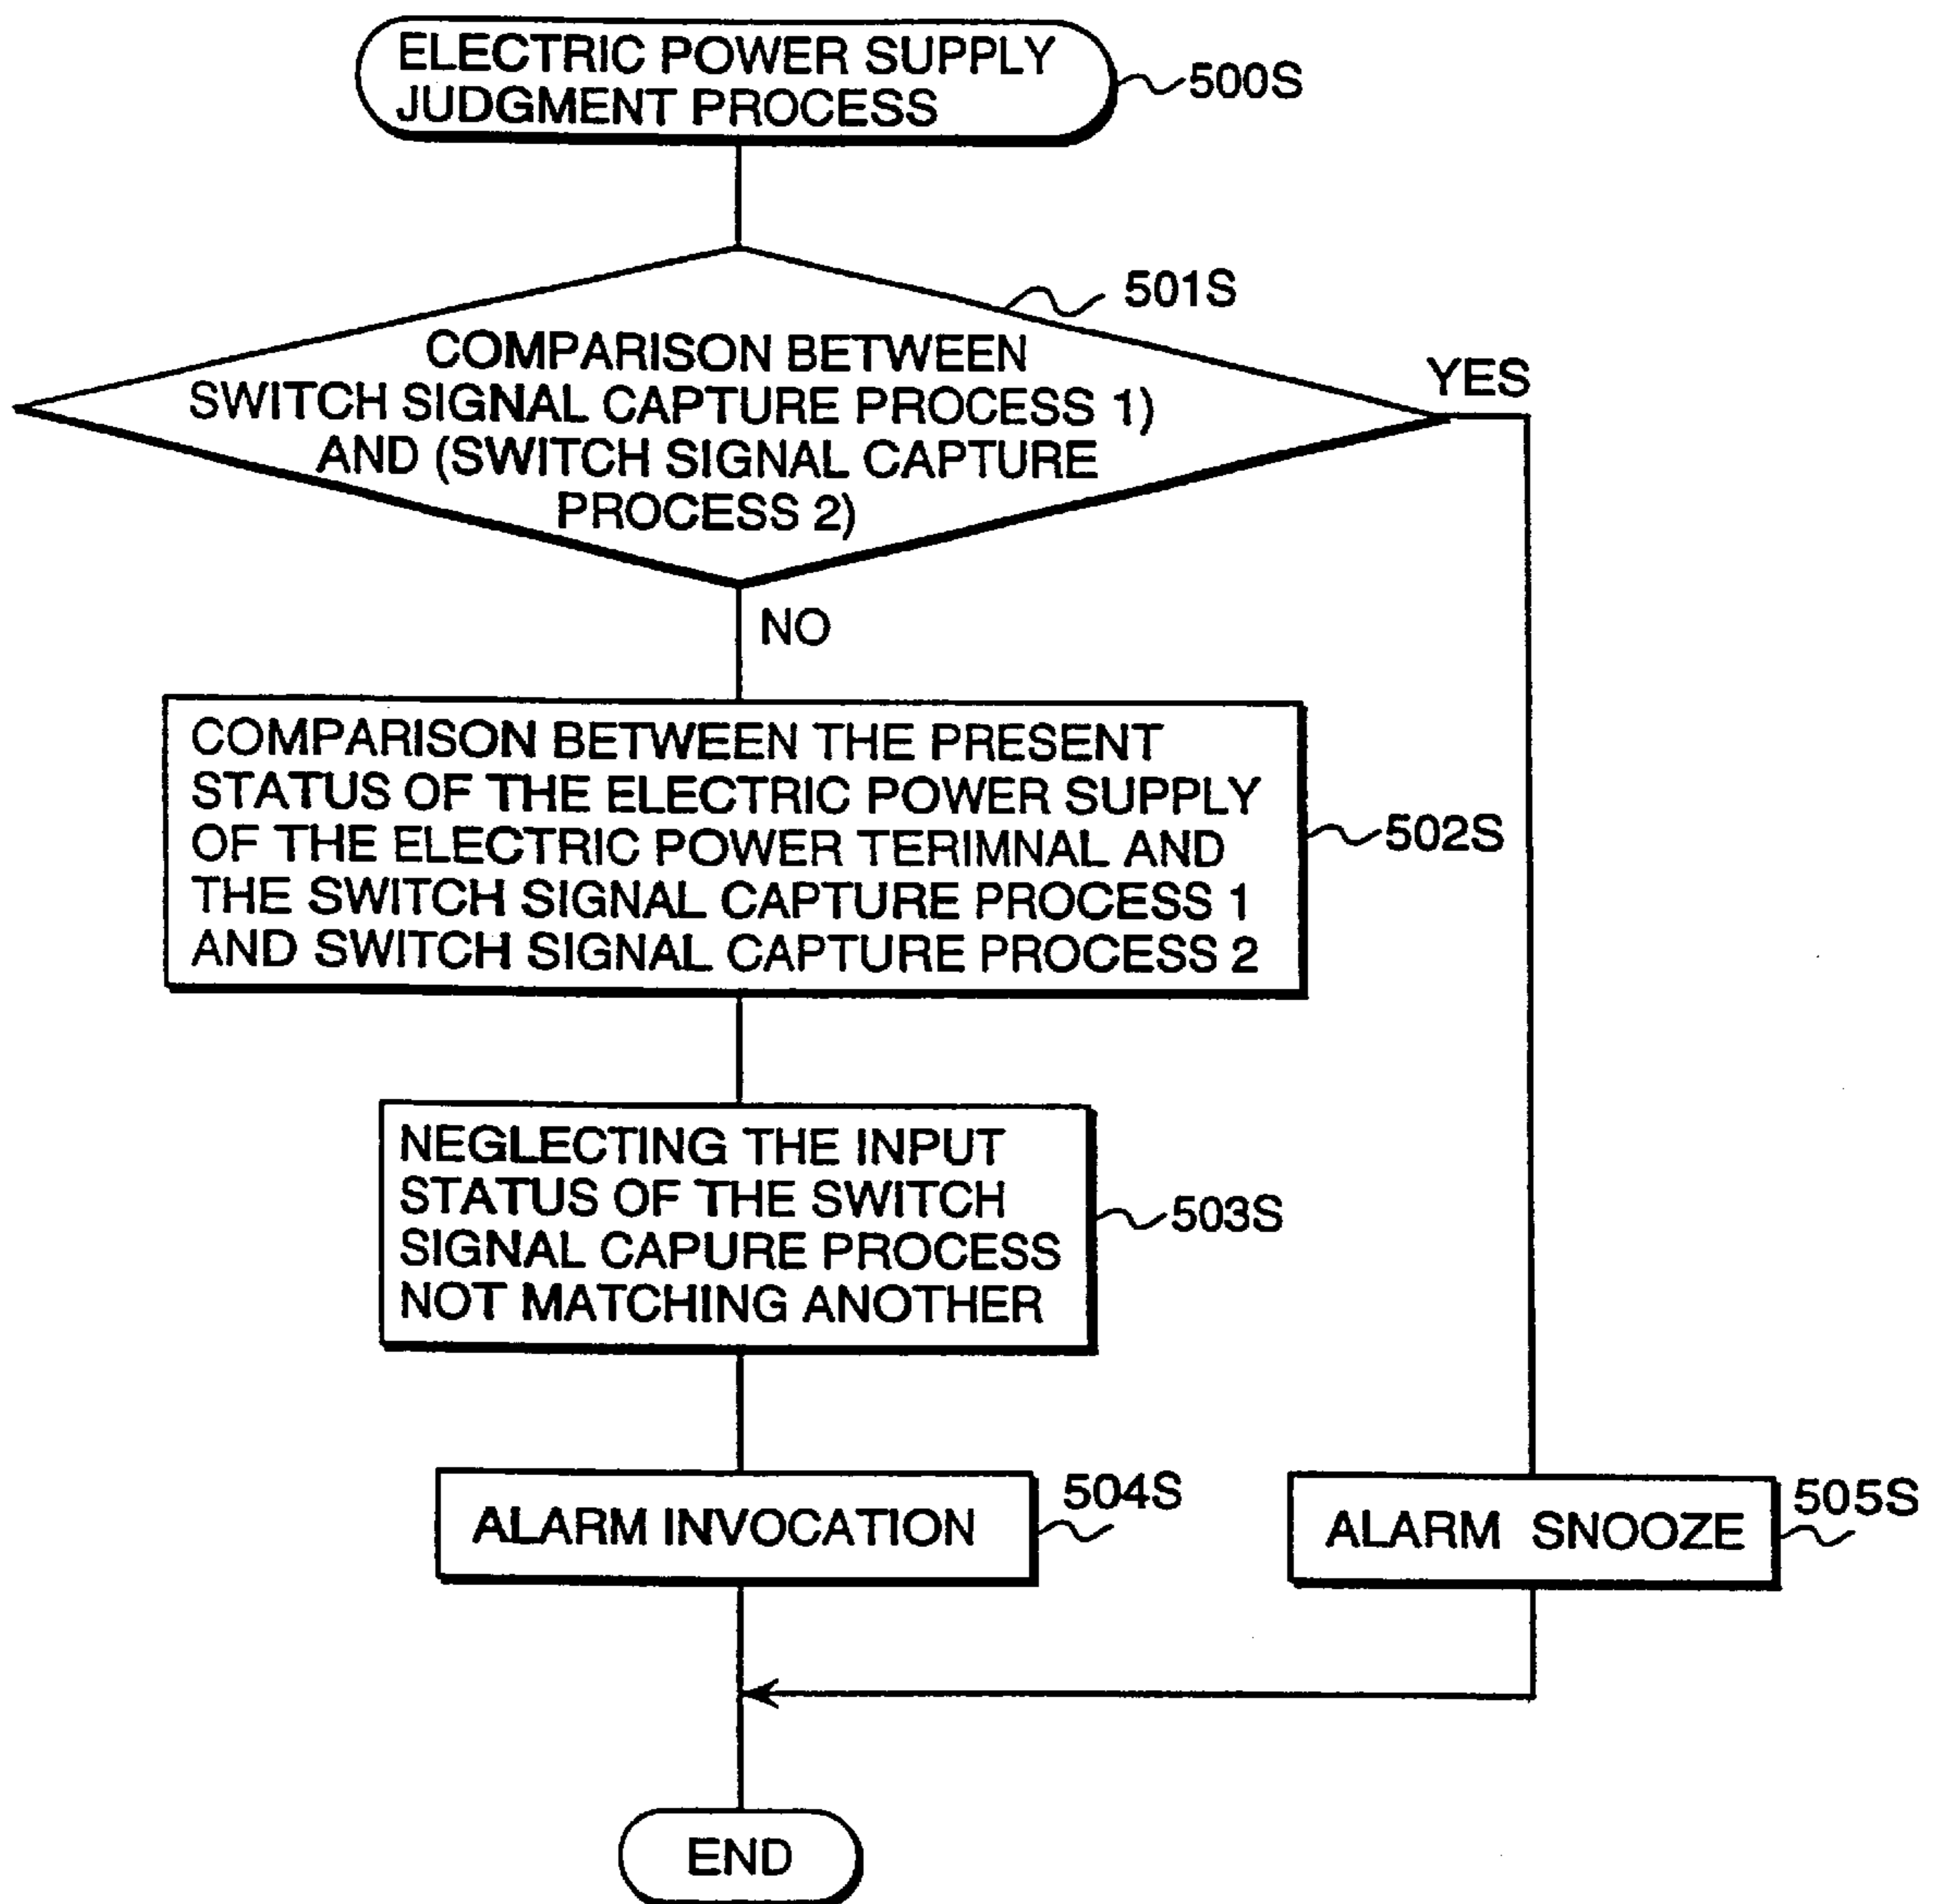 ELECTRIC POWER SUPPLY
JUDGMENT PROCESS
500S
501S
COMPARISON BETWEEN
SWITCH SIGNAL CAPTURE PROCESS 1)
AND (SWITCH SIGNAL CAPTURE
PROCESS 2)
YES
NO
COMPARISON BETWEEN THE PRESENT
STATUS OF THE ELECTRIC POWER SUPPLY
OF THE ELECTRIC POWER TERIMNAL AND
THE SWITCH SIGNAL CAPTURE PROCESS 1
AND SWITCH SIGNAL CAPTURE PROCESS 2
502S
NEGLECTING THE INPUT
STATUS OF THE SWITCH
SIGNAL CAPURE PROCESS
NOT MATCHING ANOTHER
503S
ALARM INVOCATION
504S
ALARM SNOOZE
505S
END